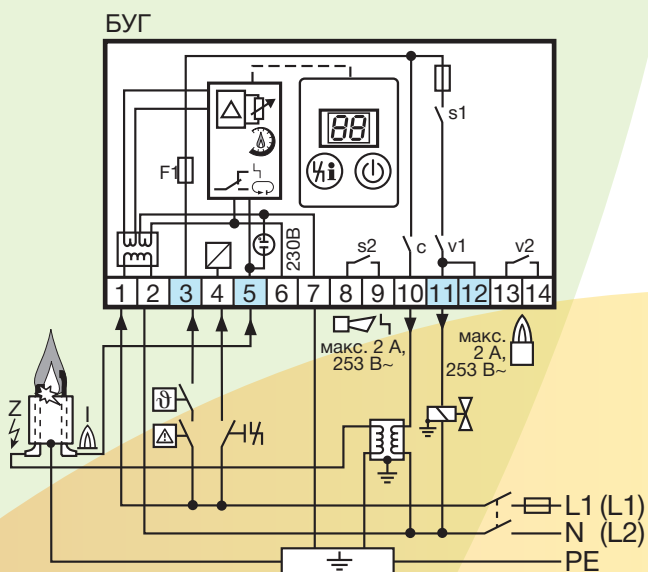 БУГ
88
s1
F1
i
230В
s2
c
v1
v2
1 2 3 4 5 6 7 8 9 10 11 12 13 14
макс. 2 А,
253 В~
макс.
2 А,
253 В~
ϑ
Z
I
L1 (L1)
N (L2)
PE